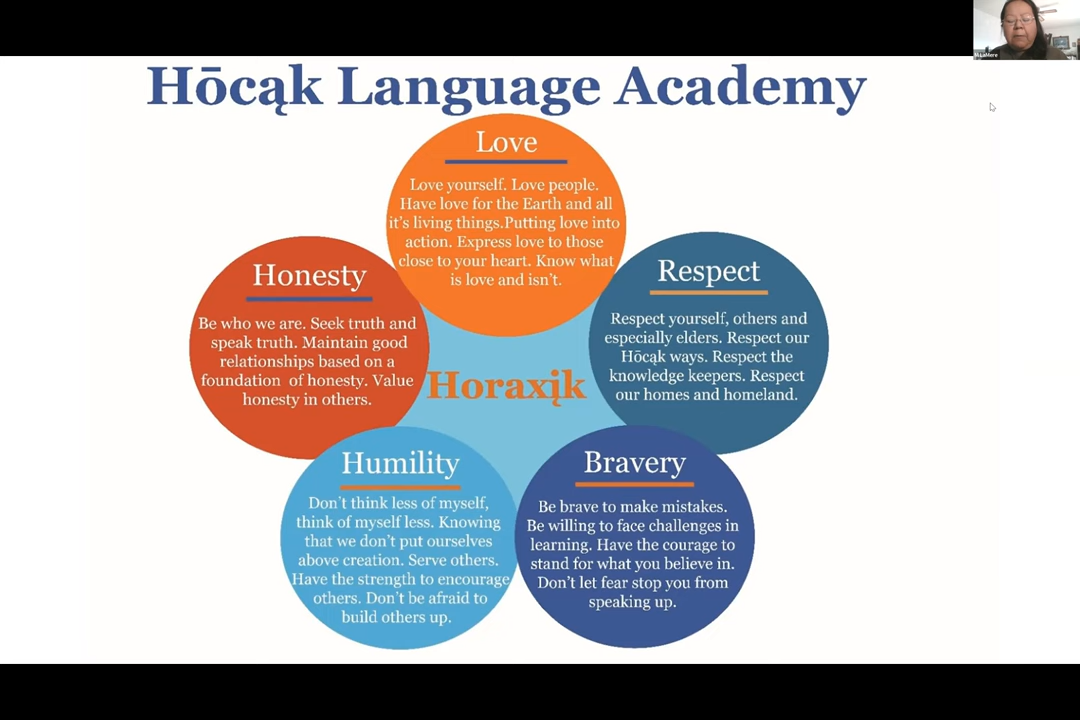 Hōcąk Language Academy
Love
Love yourself. Love people.
Have love for the Earth and all
it's living things.Putting love into
action. Express love to those
close to your heart. Know what
is love and isn't.
Respect
Respect yourself, others and
especially elders. Respect our
Hōcąk ways. Respect the
knowledge keepers. Respect
our homes and homeland.
Bravery
Be brave to make mistakes.
Be willing to face challenges in
learning. Have the courage to
stand for what you believe in.
Don't let fear stop you from
speaking up.
Humility
Don't think less of myself,
think of myself less. Knowing
that we don't put ourselves
above creation. Serve others.
Have the strength to encourage
others. Don't be afraid to
build others up.
Honesty
Be who we are. Seek truth and
speak truth. Maintain good
relationships based on a
foundation of honesty. Value
honesty in others.
Horaxįk